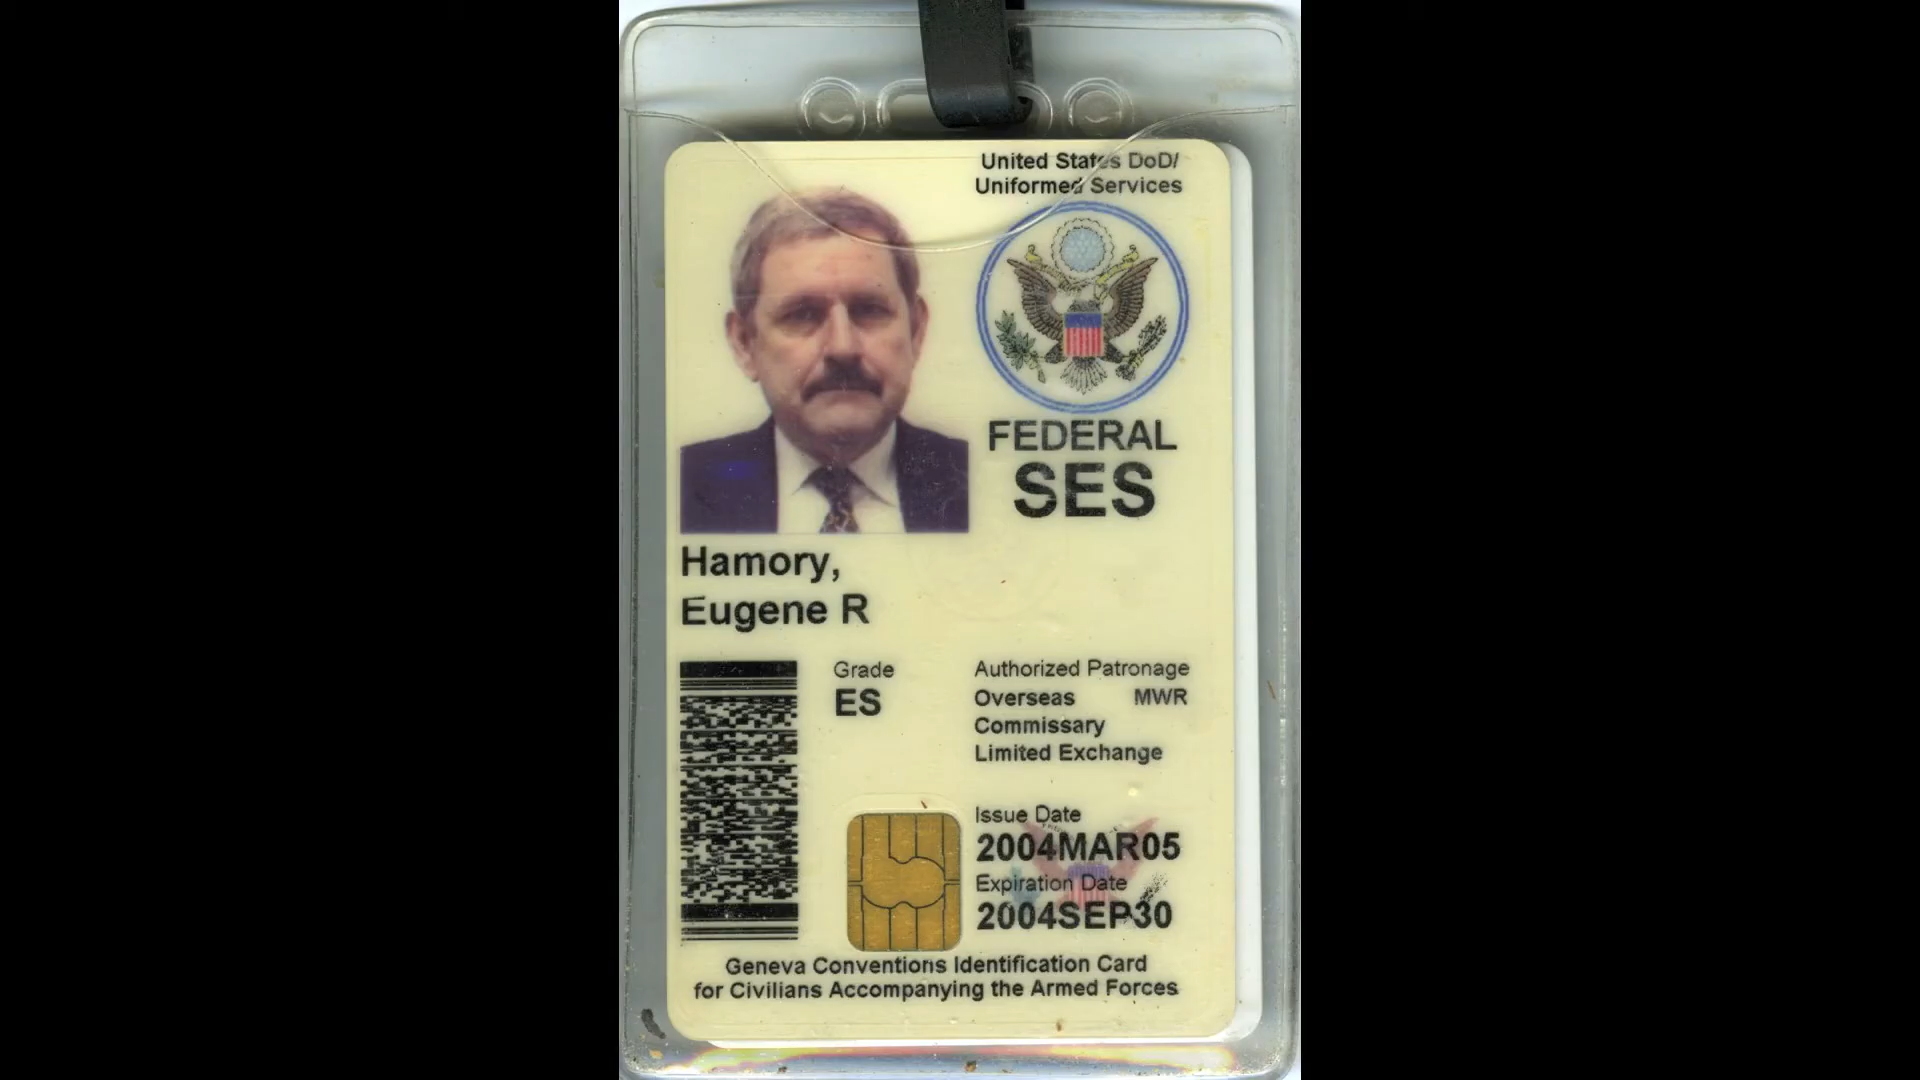 United States DoD/
Uniformed Services
FEDERAL
SES
Hamory,
Eugene R
Grade
ES
Authorized Patronage
Overseas MWR
Commissary
Limited Exchange
Issue Date
2004MAR05
Expiration Date
2004SEP30
Geneva Conventions Identification Card
for Civilians Accompanying the Armed Forces